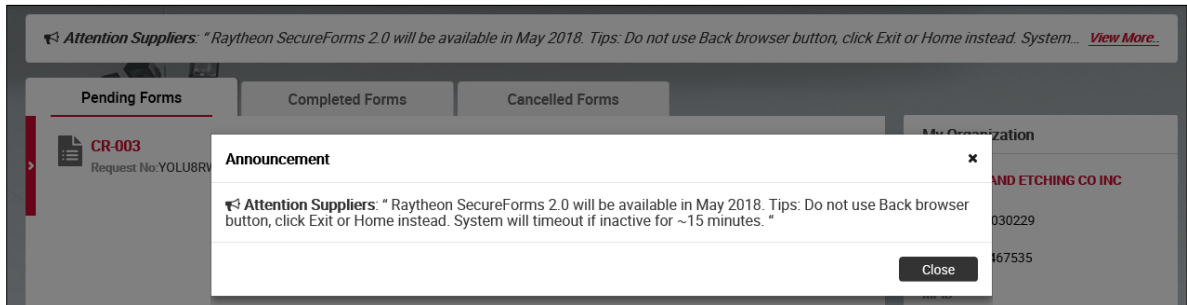 Attention Suppliers: “ Raytheon SecureForms 2.0 will be available in May 2018. Tips: Do not use Back browser button, click Exit or Home instead. System... View More..
Pending Forms
Completed Forms
Cancelled Forms
CR-003
Request No:YOLU8RW
My Organization
AND ETCHING CO INC
030229
467535
Announcement
Attention Suppliers: “ Raytheon SecureForms 2.0 will be available in May 2018. Tips: Do not use Back browser
button, click Exit or Home instead. System will timeout if inactive for ~15 minutes. “
Close